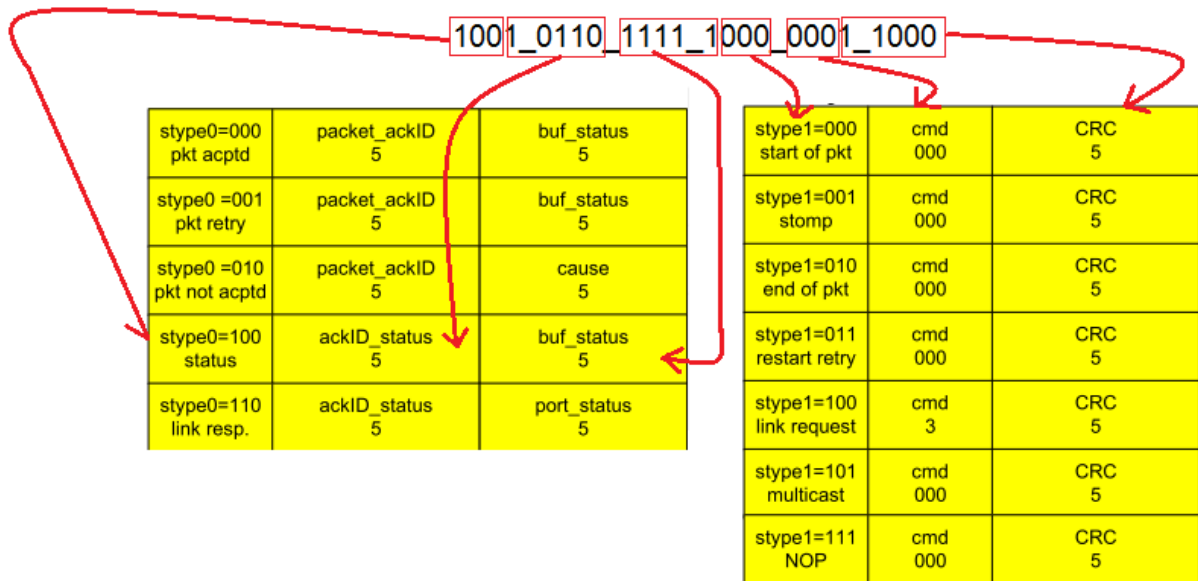 1001_0110_1111_1000_0001_1000
stype0=000 packet_ackID buf_status
pkt acptd 5 5
stype0 =001 packet_ackID buf_status
pkt retry 5 5
stype0 =010 packet_ackID cause
pkt not acptd 5 5
stype0=100 ackID_status buf_status
status 5 5
stype0=110 ackID_status port_status
link resp. 5 5
stype1=000 cmd CRC
start of pkt 000 5
stype1=001 cmd CRC
stomp 000 5
stype1=010 cmd CRC
end of pkt 000 5
stype1=011 cmd CRC
restart retry 000 5
stype1=100 cmd CRC
link request 3 5
stype1=101 cmd CRC
multicast 000 5
stype1=111 cmd CRC
NOP 000 5